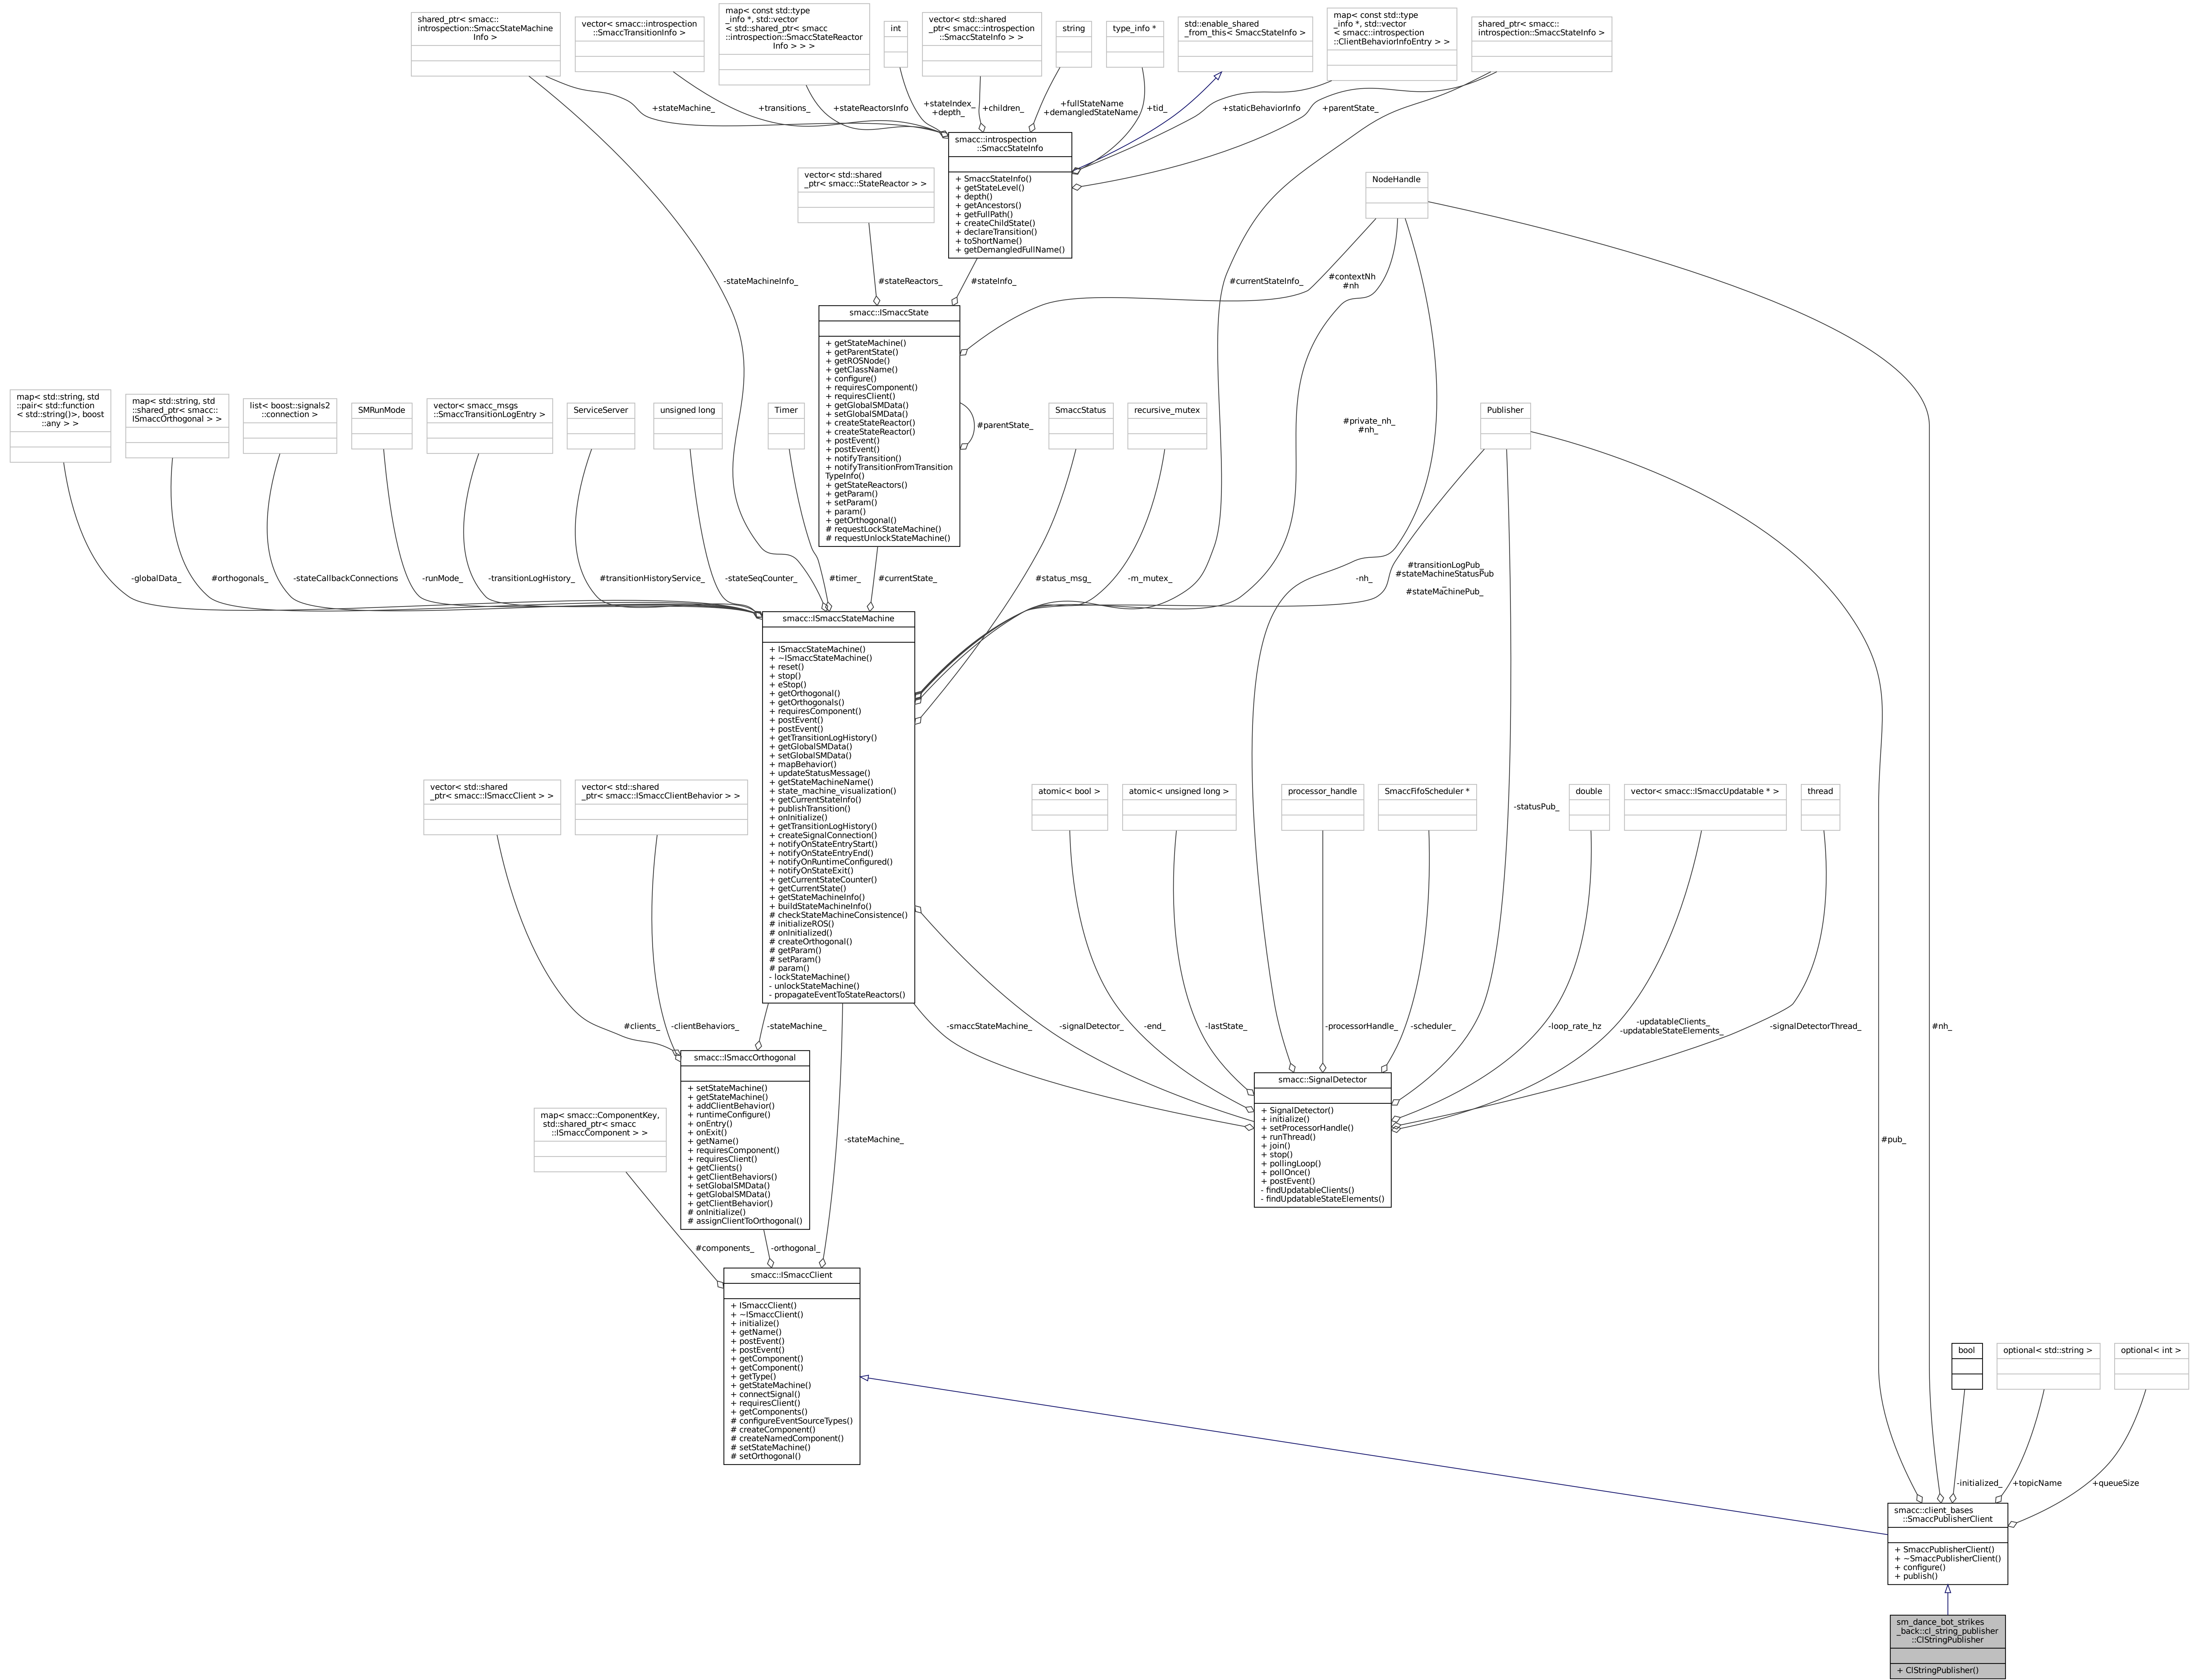 shared_ptr< smacc::
introspection::SmaccStateMachine
Info >
vector< smacc::introspection
::SmaccTransitionInfo >
map< const std::type
_info *, std::vector
< std::shared_ptr< smacc
::introspection::SmaccStateReactor
Info > > >
int
vector< std::shared
_ptr< smacc::introspection
::SmaccStateInfo > >
string
type_info *
std::enable_shared
_from_this< SmaccStateInfo >
map< const std::type
_info *, std::vector
< smacc::introspection
::ClientBehaviorInfoEntry > >
shared_ptr< smacc::
introspection::SmaccStateInfo >
+stateMachine_
+transitions_
+stateReactorsInfo
+stateIndex_
+depth_
+children_
+fullStateName
+demangledStateName
+tid_
+staticBehaviorInfo
+parentState_
smacc::introspection
::SmaccStateInfo
+ SmaccStateInfo()
+ getStateLevel()
+ depth()
+ getAncestors()
+ getFullPath()
+ createChildState()
+ declareTransition()
+ toShortName()
+ getDemangledFullName()
vector< std::shared
_ptr< smacc::StateReactor > >
NodeHandle
-stateMachineInfo_
#stateReactors_
#stateInfo_
#currentStateInfo_
#contextNh
#nh
smacc::ISmaccState
+ getStateMachine()
+ getParentState()
+ getROSNode()
+ getClassName()
+ configure()
+ requiresComponent()
+ requiresClient()
+ getGlobalSMData()
+ setGlobalSMData()
+ createStateReactor()
+ createStateReactor()
+ postEvent()
+ postEvent()
+ notifyTransition()
+ notifyTransitionFromTransition
TypeInfo()
+ getStateReactors()
+ getParam()
+ setParam()
+ param()
+ getOrthogonal()
# requestLockStateMachine()
# requestUnlockStateMachine()
#parentState_
map< std::string, std
::pair< std::function
< std::string()>, boost
::any > >
map< std::string, std
::shared_ptr< smacc::
ISmaccOrthogonal > >
list< boost::signals2
::connection >
SMRunMode
vector< smacc_msgs
::SmaccTransitionLogEntry >
ServiceServer
unsigned long
Timer
SmaccStatus
recursive_mutex
#private_nh_
#nh_
Publisher
-globalData_
#orthogonals_
-stateCallbackConnections
-runMode_
-transitionLogHistory_
#transitionHistoryService_
-stateSeqCounter_
#timer_
#currentState_
#status_msg_
-m_mutex_
-nh_
#transitionLogPub_
#stateMachineStatusPub
_
#stateMachinePub_
smacc::ISmaccStateMachine
+ ISmaccStateMachine()
+ ~ISmaccStateMachine()
+ reset()
+ stop()
+ eStop()
+ getOrthogonal()
+ getOrthogonals()
+ requiresComponent()
+ postEvent()
+ postEvent()
+ getTransitionLogHistory()
+ getGlobalSMData()
+ setGlobalSMData()
+ mapBehavior()
+ updateStatusMessage()
+ getStateMachineName()
+ state_machine_visualization()
+ getCurrentStateInfo()
+ publishTransition()
+ onInitialize()
+ getTransitionLogHistory()
+ createSignalConnection()
+ notifyOnStateEntryStart()
+ notifyOnStateEntryEnd()
+ notifyOnRuntimeConfigured()
+ notifyOnStateExit()
+ getCurrentStateCounter()
+ getCurrentState()
+ getStateMachineInfo()
+ buildStateMachineInfo()
# checkStateMachineConsistence()
# initializeROS()
# onInitialized()
# createOrthogonal()
# getParam()
# setParam()
# param()
- lockStateMachine()
- unlockStateMachine()
- propagateEventToStateReactors()
vector< std::shared
_ptr< smacc::ISmaccClient > >
vector< std::shared
_ptr< smacc::ISmaccClientBehavior > >
atomic< bool >
atomic< unsigned long >
processor_handle
SmaccFifoScheduler *
-statusPub_
double
vector< smacc::ISmaccUpdatable * >
thread
#clients_
-clientBehaviors_
-stateMachine_
-smaccStateMachine_
-signalDetector_
-end_
-lastState_
-processorHandle_
-scheduler_
-loop_rate_hz
-updatableClients_
-updatableStateElements_
-signalDetectorThread_
#nh_
smacc::ISmaccOrthogonal
+ setStateMachine()
+ getStateMachine()
+ addClientBehavior()
+ runtimeConfigure()
+ onEntry()
+ onExit()
+ getName()
+ requiresComponent()
+ requiresClient()
+ getClients()
+ getClientBehaviors()
+ setGlobalSMData()
+ getGlobalSMData()
+ getClientBehavior()
# onInitialize()
# assignClientToOrthogonal()
smacc::SignalDetector
+ SignalDetector()
+ initialize()
+ setProcessorHandle()
+ runThread()
+ join()
+ stop()
+ pollingLoop()
+ pollOnce()
+ postEvent()
- findUpdatableClients()
- findUpdatableStateElements()
map< smacc::ComponentKey,
std::shared_ptr< smacc
::ISmaccComponent > >
-stateMachine_
#pub_
#components_
-orthogonal_
smacc::ISmaccClient
+ ISmaccClient()
+ ~ISmaccClient()
+ initialize()
+ getName()
+ postEvent()
+ postEvent()
+ getComponent()
+ getComponent()
+ getType()
+ getStateMachine()
+ connectSignal()
+ requiresClient()
+ getComponents()
# configureEventSourceTypes()
# createComponent()
# createNamedComponent()
# setStateMachine()
# setOrthogonal()
bool
optional< std::string >
optional< int >
-initialized_
+topicName
+queueSize
smacc::client_bases
::SmaccPublisherClient
+ SmaccPublisherClient()
+ ~SmaccPublisherClient()
+ configure()
+ publish()
sm_dance_bot_strikes
_back::cl_string_publisher
::ClStringPublisher
+ ClStringPublisher()